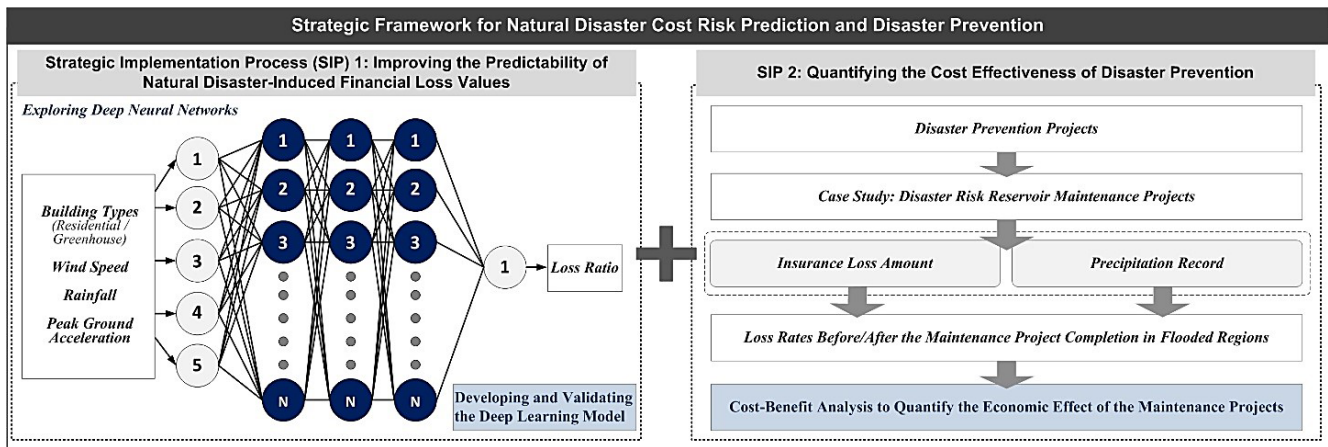 Strategic Framework for Natural Disaster Cost Risk Prediction and Disaster Prevention
Strategic Implementation Process (SIP) 1: Improving the Predictability of
Natural Disaster-Induced Financial Loss Values
Exploring Deep Neural Networks
Building Types
(Residential /
Greenhouse)
Wind Speed
Rainfall
Peak Ground
Acceleration
1
2
3
4
5
1
2
3
N
1
2
3
N
1
2
3
N
1
Loss Ratio
Developing and Validating
the Deep Learning Model
SIP 2: Quantifying the Cost Effectiveness of Disaster Prevention
Disaster Prevention Projects
Case Study: Disaster Risk Reservoir Maintenance Projects
Insurance Loss Amount
Precipitation Record
Loss Rates Before/After the Maintenance Project Completion in Flooded Regions
Cost-Benefit Analysis to Quantify the Economic Effect of the Maintenance Projects